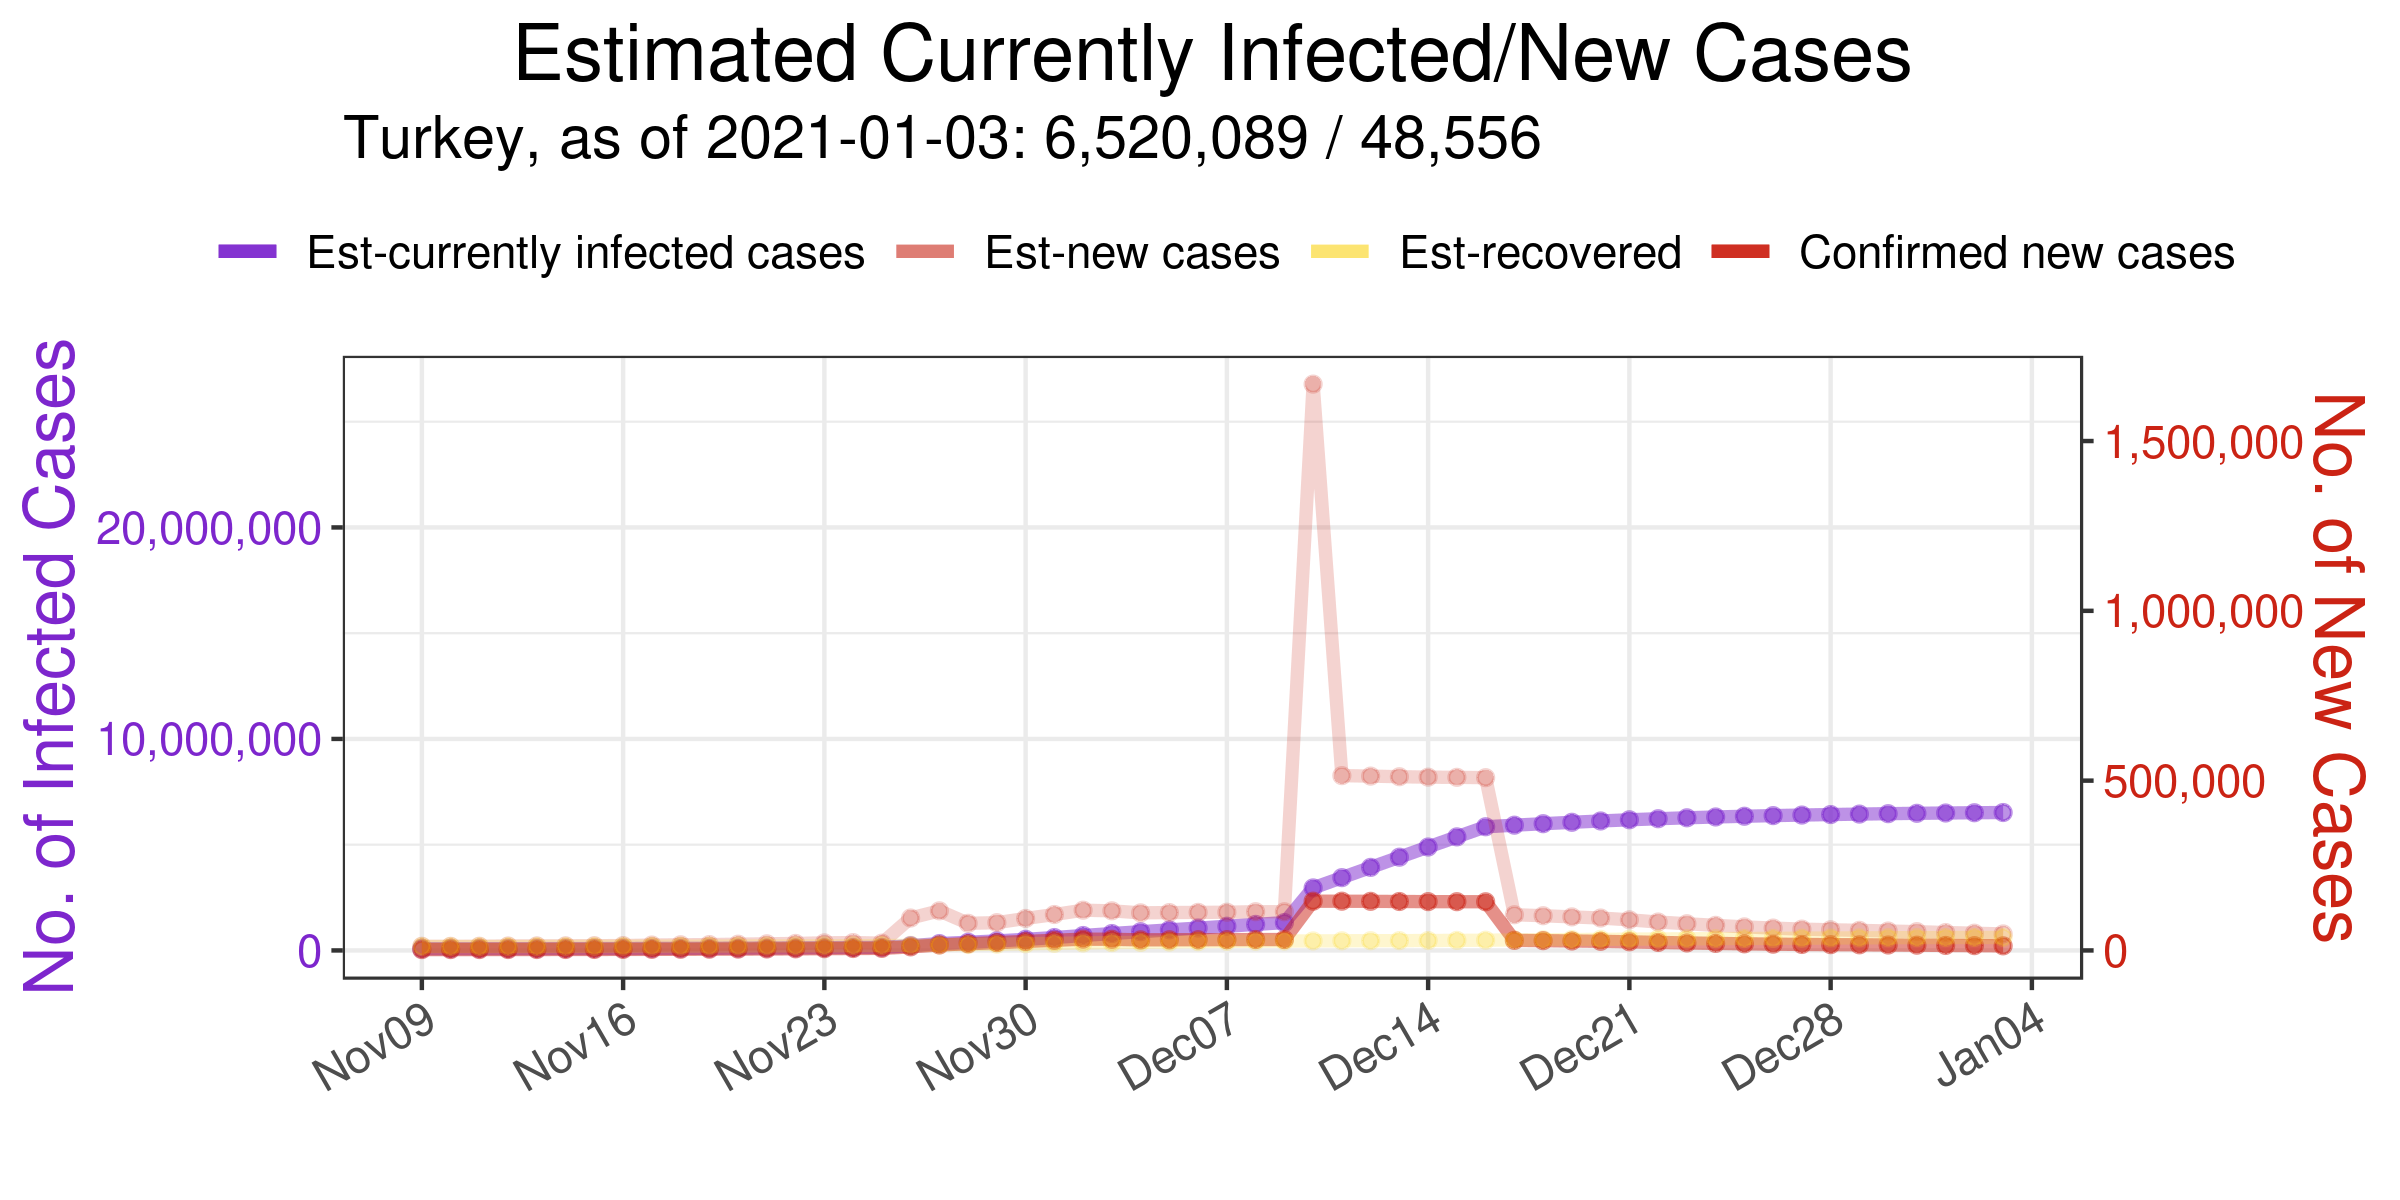 Estimated Currently Infected/New Cases
Turkey, as of 2021-01-03: 6,520,089 / 48,556
Est-currently infected cases Est-new cases Est-recovered Confirmed new cases
No. of Infected Cases
20,000,000
10,000,000
0
1,500,000
1,000,000
500,000
0
No. of New Cases
Nov09 Nov16 Nov23 Nov30 Dec07 Dec14 Dec21 Dec28 Jan04